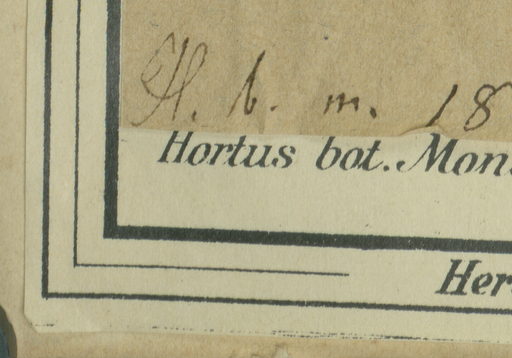 H. b. m. 18
Hortus bot. Mon
Her